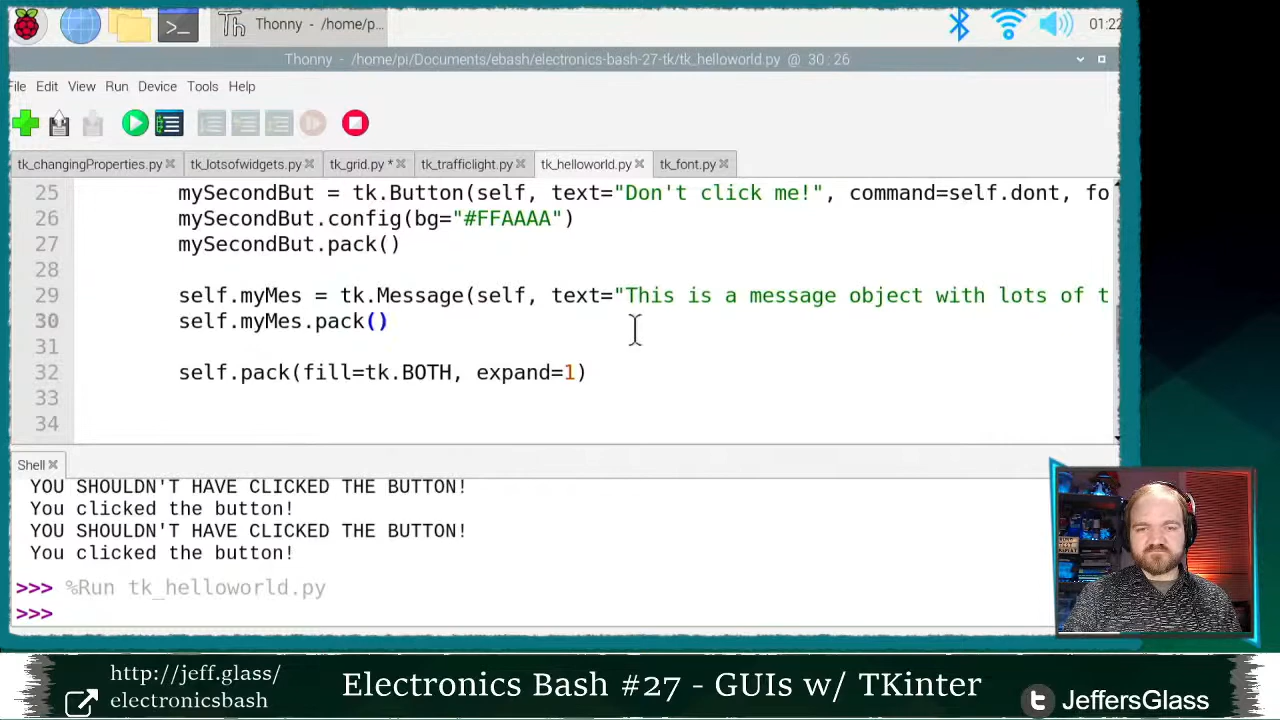 Thonny - /home/p...
01:22
Thonny - /home/pi/Documents/ebash/electronics-bash-27-tk/tk_helloworld.py @ 30:26
File Edit View Run Device Tools Help
tk_changingProperties.py tk_lotsofwidgets.py tk_grid.py * tk_trafficlight.py tk_helloworld.py tk_font.py
25 mySecondBut = tk.Button(self, text="Don't click me!", command=self.dont, fo
26 mySecondBut.config(bg="#FFAAAA")
27 mySecondBut.pack()
28
29 self.myMes = tk.Message(self, text="This is a message object with lots of t
30 self.myMes.pack()
31
32 self.pack(fill=tk.BOTH, expand=1)
33
34
Shell
YOU SHOULDN'T HAVE CLICKED THE BUTTON!
You clicked the button!
YOU SHOULDN'T HAVE CLICKED THE BUTTON!
You clicked the button!
>>> %Run tk_helloworld.py
>>>
http://jeff.glass/
electronicsbash
Electronics Bash #27 - GUIs w/ TKinter
JeffersGlass